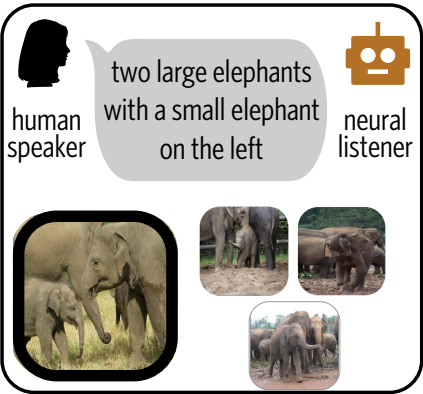 human
speaker
two large elephants
with a small elephant
on the left
neural
listener